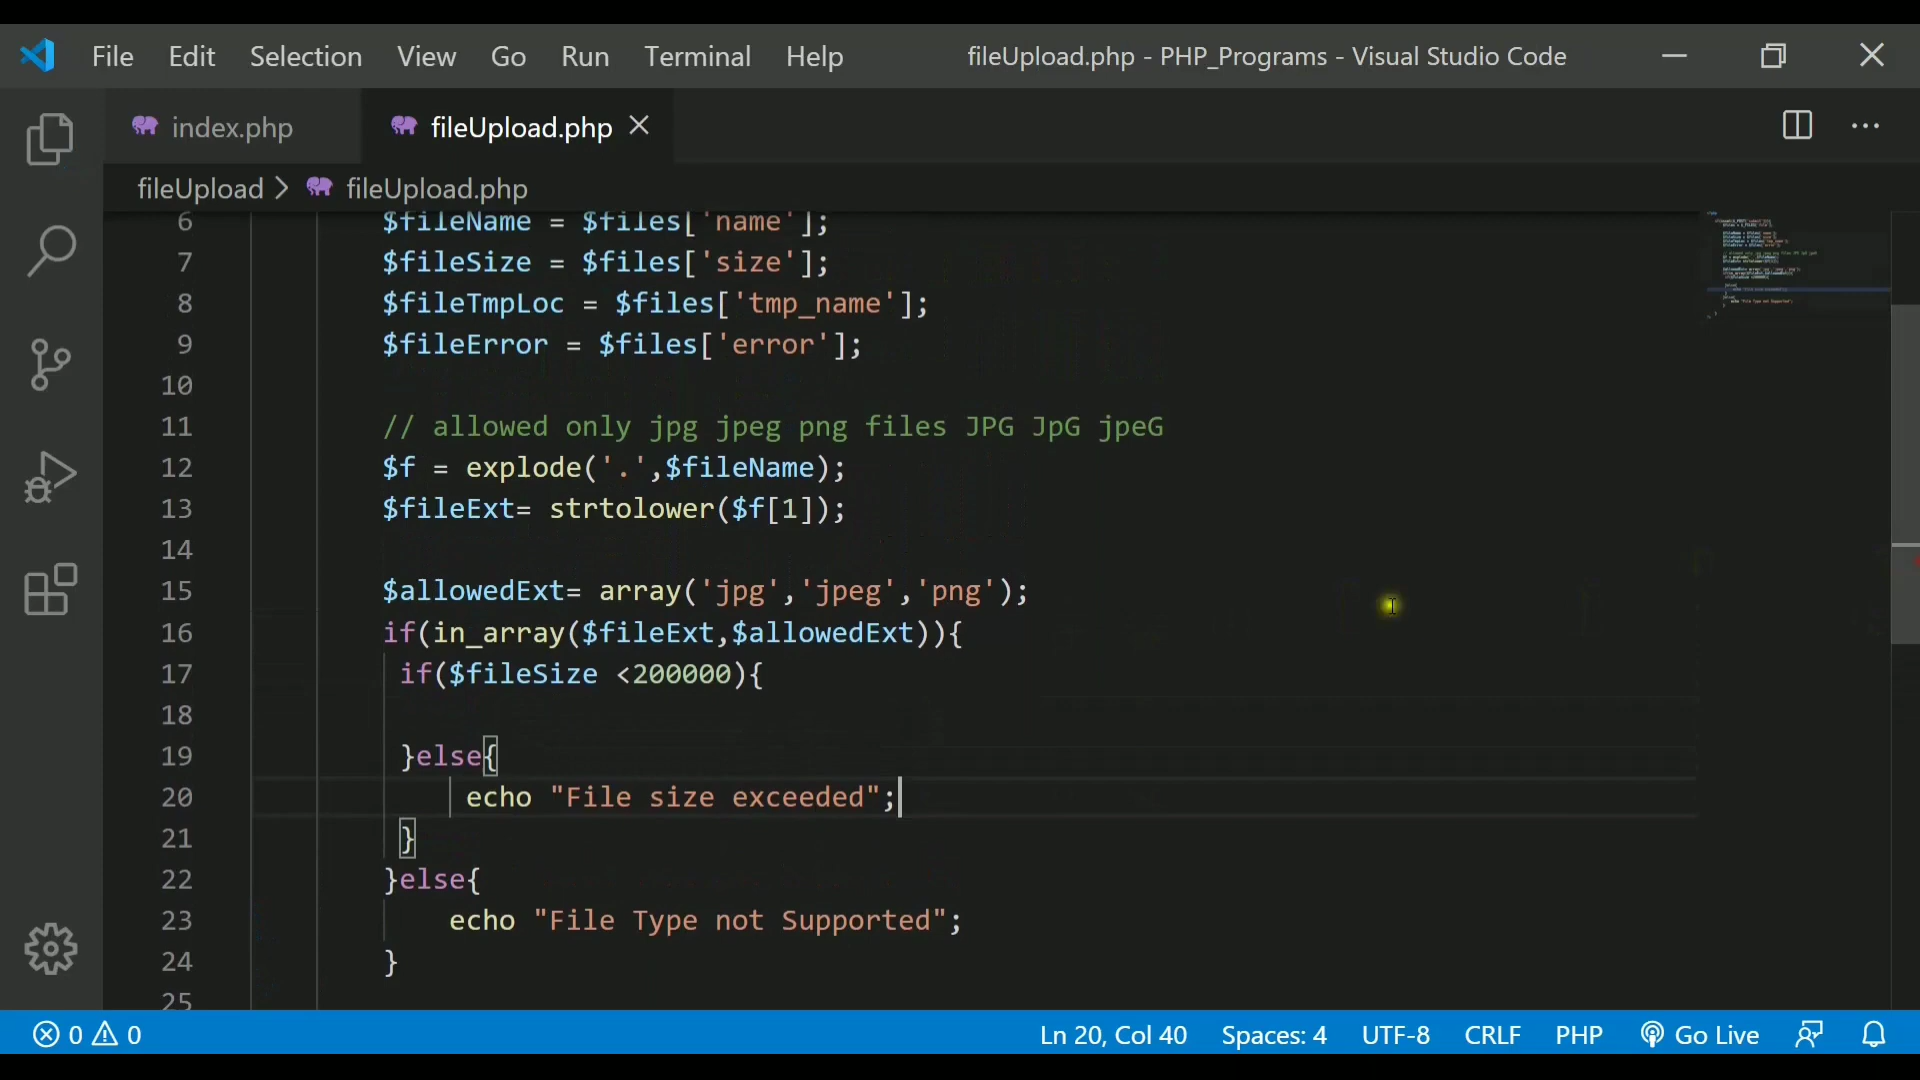 File Edit Selection View Go Run Terminal Help fileUpload.php - PHP_Programs - Visual Studio Code
index.php fileUpload.php
fileUpload > fileUpload.php
6 $fileName = $files['name'];
7 $fileSize = $files['size'];
8 $fileTmpLoc = $files['tmp_name'];
9 $fileError = $files['error'];
10
11 // allowed only jpg jpeg png files JPG JpG jpeG
12 $f = explode('.',$fileName);
13 $fileExt= strtolower($f[1]);
14
15 $allowedExt= array('jpg','jpeg','png');
16 if(in_array($fileExt,$allowedExt)){
17 if($fileSize <200000){
18
19 }else{
20 echo "File size exceeded";
21 }
22 }else{
23 echo "File Type not Supported";
24 }
25
0 0 Ln 20, Col 40 Spaces: 4 UTF-8 CRLF PHP Go Live